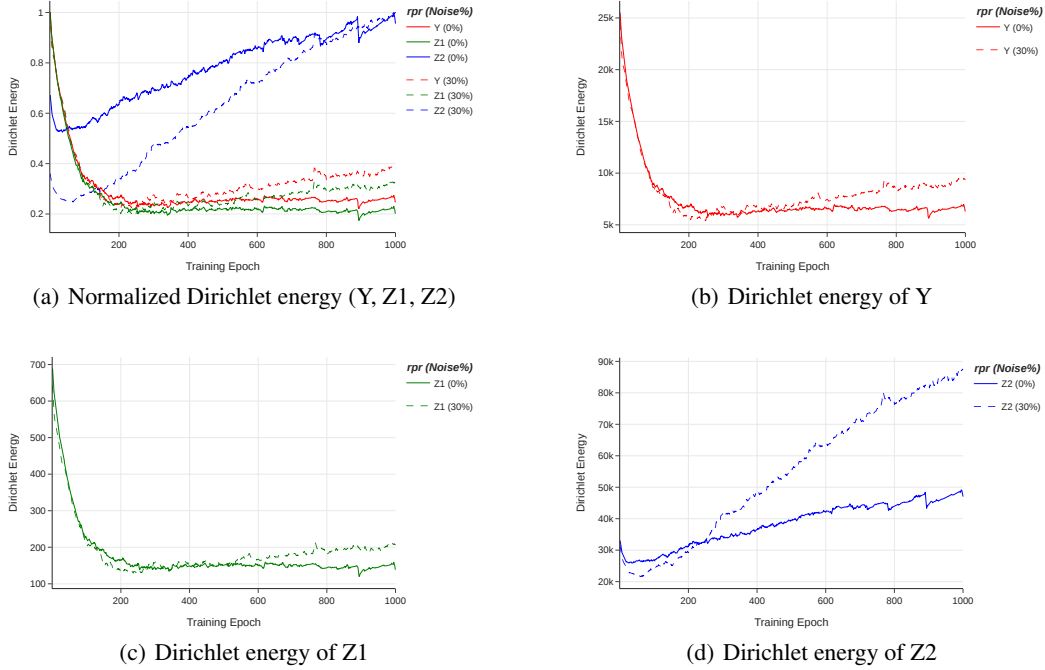 rpr (Noise%)
Y (0%)
Z1 (0%)
Z2 (0%)
Y (30%)
Z1 (30%)
Z2 (30%)
Dirichlet Energy
1
0.8
0.6
0.4
0.2
200 400 600 800 1000
Training Epoch
(a) Normalized Dirichlet energy (Y, Z1, Z2)
rpr (Noise%)
Y (0%)
Y (30%)
Dirichlet Energy
25k
20k
15k
10k
5k
200 400 600 800 1000
Training Epoch
(b) Dirichlet energy of Y
rpr (Noise%)
Z1 (0%)
Z1 (30%)
Dirichlet Energy
700
600
500
400
300
200
100
200 400 600 800 1000
Training Epoch
(c) Dirichlet energy of Z1
rpr (Noise%)
Z2 (0%)
Z2 (30%)
Dirichlet Energy
90k
80k
70k
60k
50k
40k
30k
20k
200 400 600 800 1000
Training Epoch
(d) Dirichlet energy of Z2